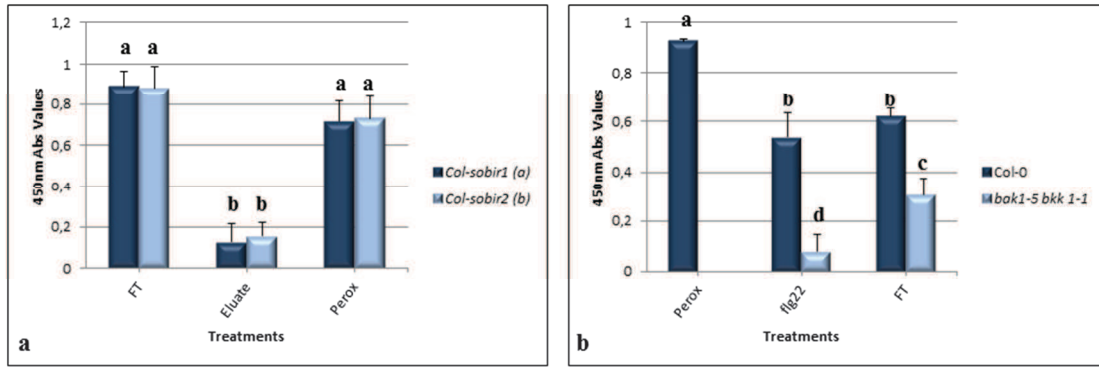 1,2
1
0,8
0,6
0,4
0,2
0
450nm Abs Values
a a
b b
a a
FT
Eluate
Perox
Treatments
Col-sobir1 (a)
Col-sobir2 (b)
a
1
0,8
0,6
0,4
0,2
0
450nm Abs Values
a
b
d
b
c
Perox
flg22
FT
Treatments
Col-0
bak1-5 bkk 1-1
b